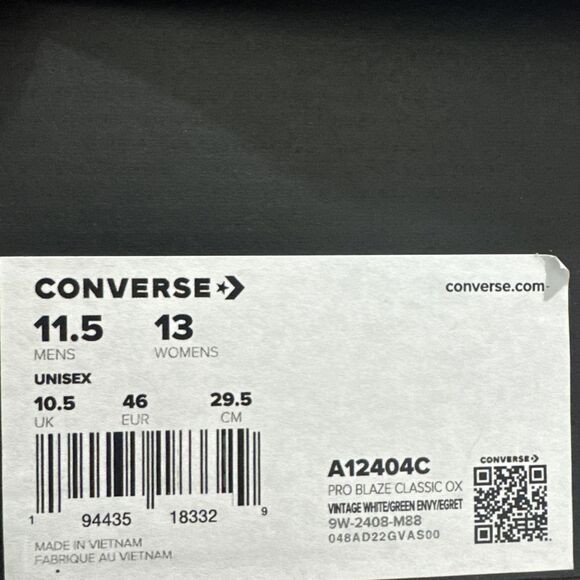 CONVERSE
converse.com
11.5 13
MENS WOMENS
UNISEX
10.5 46 29.5
UK EUR CM
1 94435 18332 9
MADE IN VIETNAM
FABRIQUE AU VIETNAM
A12404C
PRO BLAZE CLASSIC OX
VINTAGE WHITE/GREEN ENVY/EGRET
9W-2408-M88
048AD22GVAS00
CONVERSE